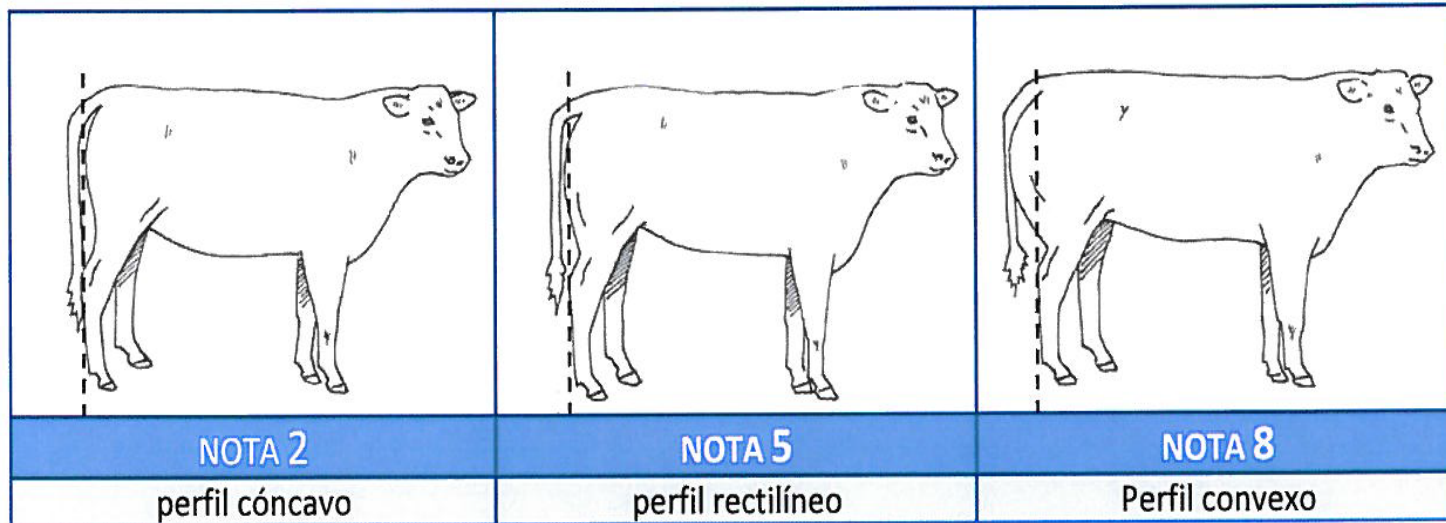 NOTA 2
NOTA 5
NOTA 8
perfil cóncavo
perfil rectilíneo
Perfil convexo